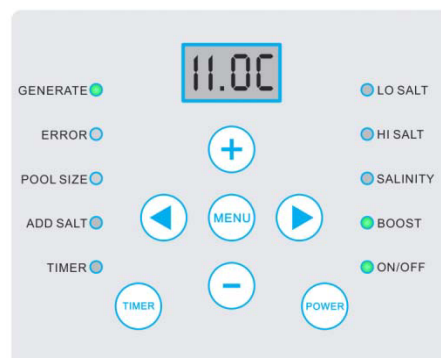 11.0C
GENERATE
ERROR
POOL SIZE
ADD SALT
TIMER
LO SALT
HI SALT
SALINITY
BOOST
ON/OFF
+
MENU
−
TIMER
POWER